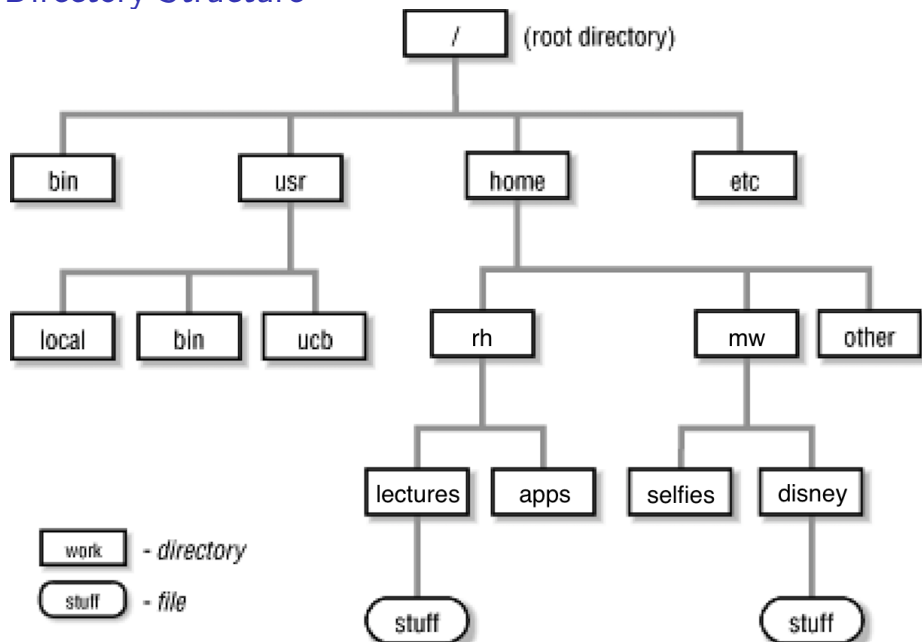 Directory Structure
/ (root directory)
bin usr home etc
local bin ucb rh mw other
lectures apps selfies disney
work - directory
stuff - file
stuff stuff